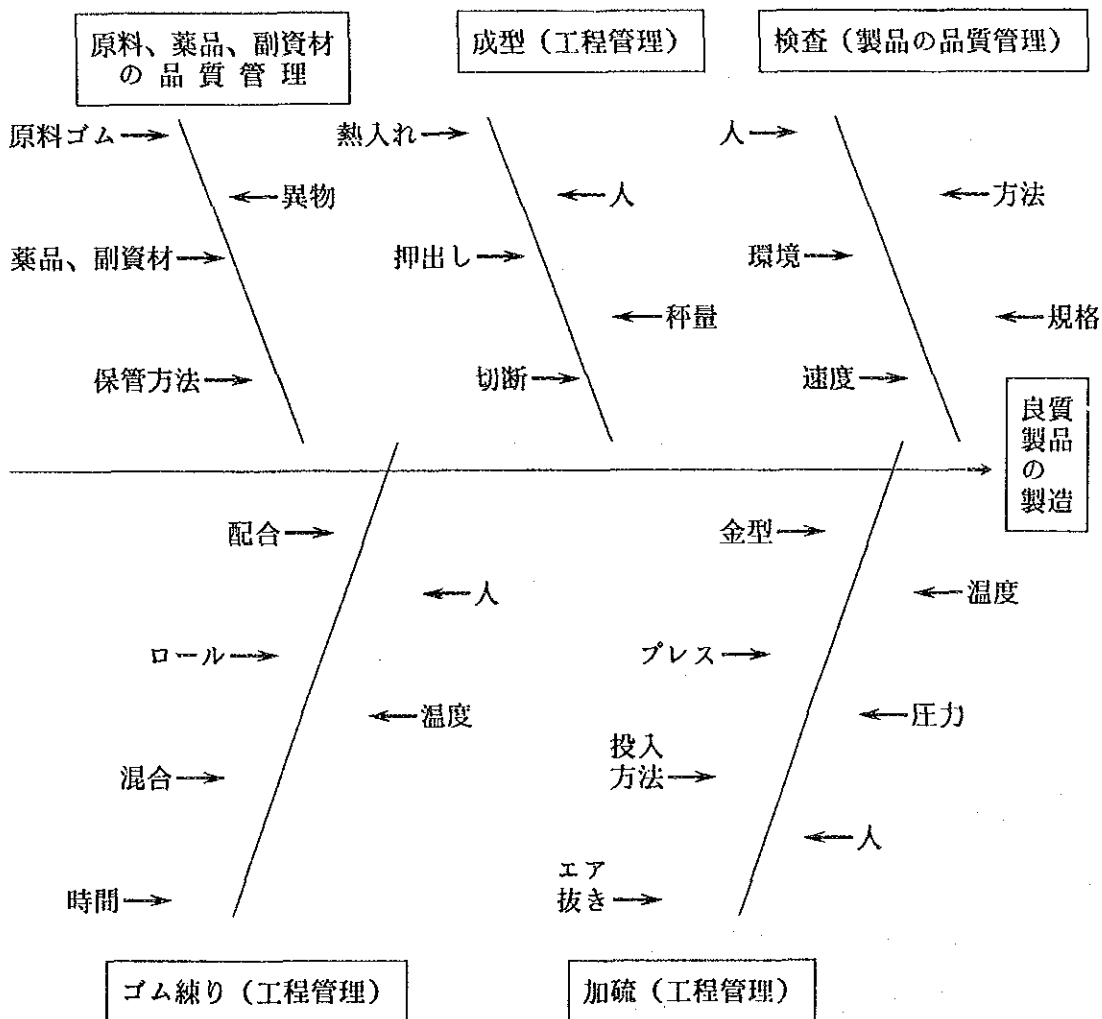 原料、薬品、副資材
の品質管理
成型（工程管理）
検査（製品の品質管理）
原料ゴム
異物
薬品、副資材
保管方法
熱入れ
人
押出し
秤量
切断
人
方法
環境
規格
速度
良質
製品
の
製造
配合
人
ロール
温度
混合
時間
金型
温度
プレス
圧力
投入
方法
人
エア
抜き
ゴム練り（工程管理）
加硫（工程管理）